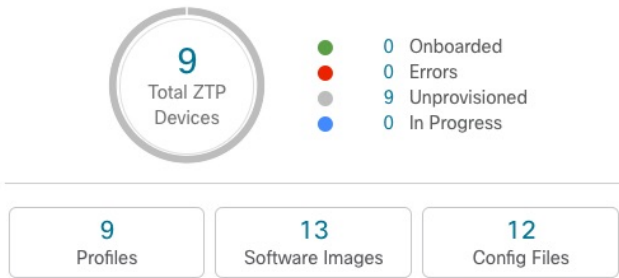 9
Total ZTP
Devices
0 Onboarded
0 Errors
9 Unprovisioned
0 In Progress
9
Profiles
13
Software Images
12
Config Files